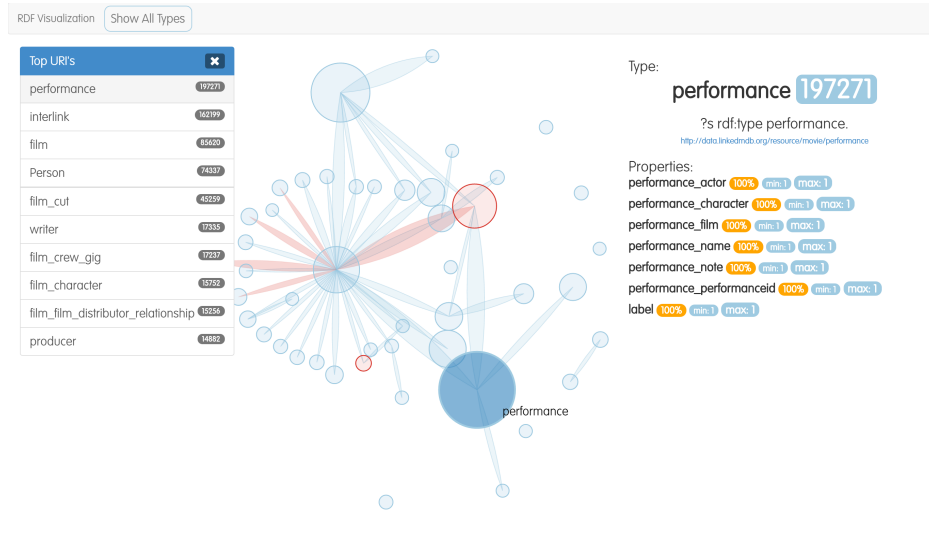 RDF Visualization Show All Types
Top URI's
performance 197271
interlink 162199
film 85620
Person 74337
film_cut 45259
writer 17335
film_crew_gig 17237
film_character 15752
film_film_distributor_relationship 15256
producer 14882
performance
Type:
performance 197271
?s rdf:type performance.
http://data.linkedmdb.org/resource/movie/performance
Properties:
performance_actor 100% min: 1 max: 1
performance_character 100% min: 1 max: 1
performance_film 100% min: 1 max: 1
performance_name 100% min: 1 max: 1
performance_note 100% min: 1 max: 1
performance_performanceid 100% min: 1 max: 1
label 100% min: 1 max: 1